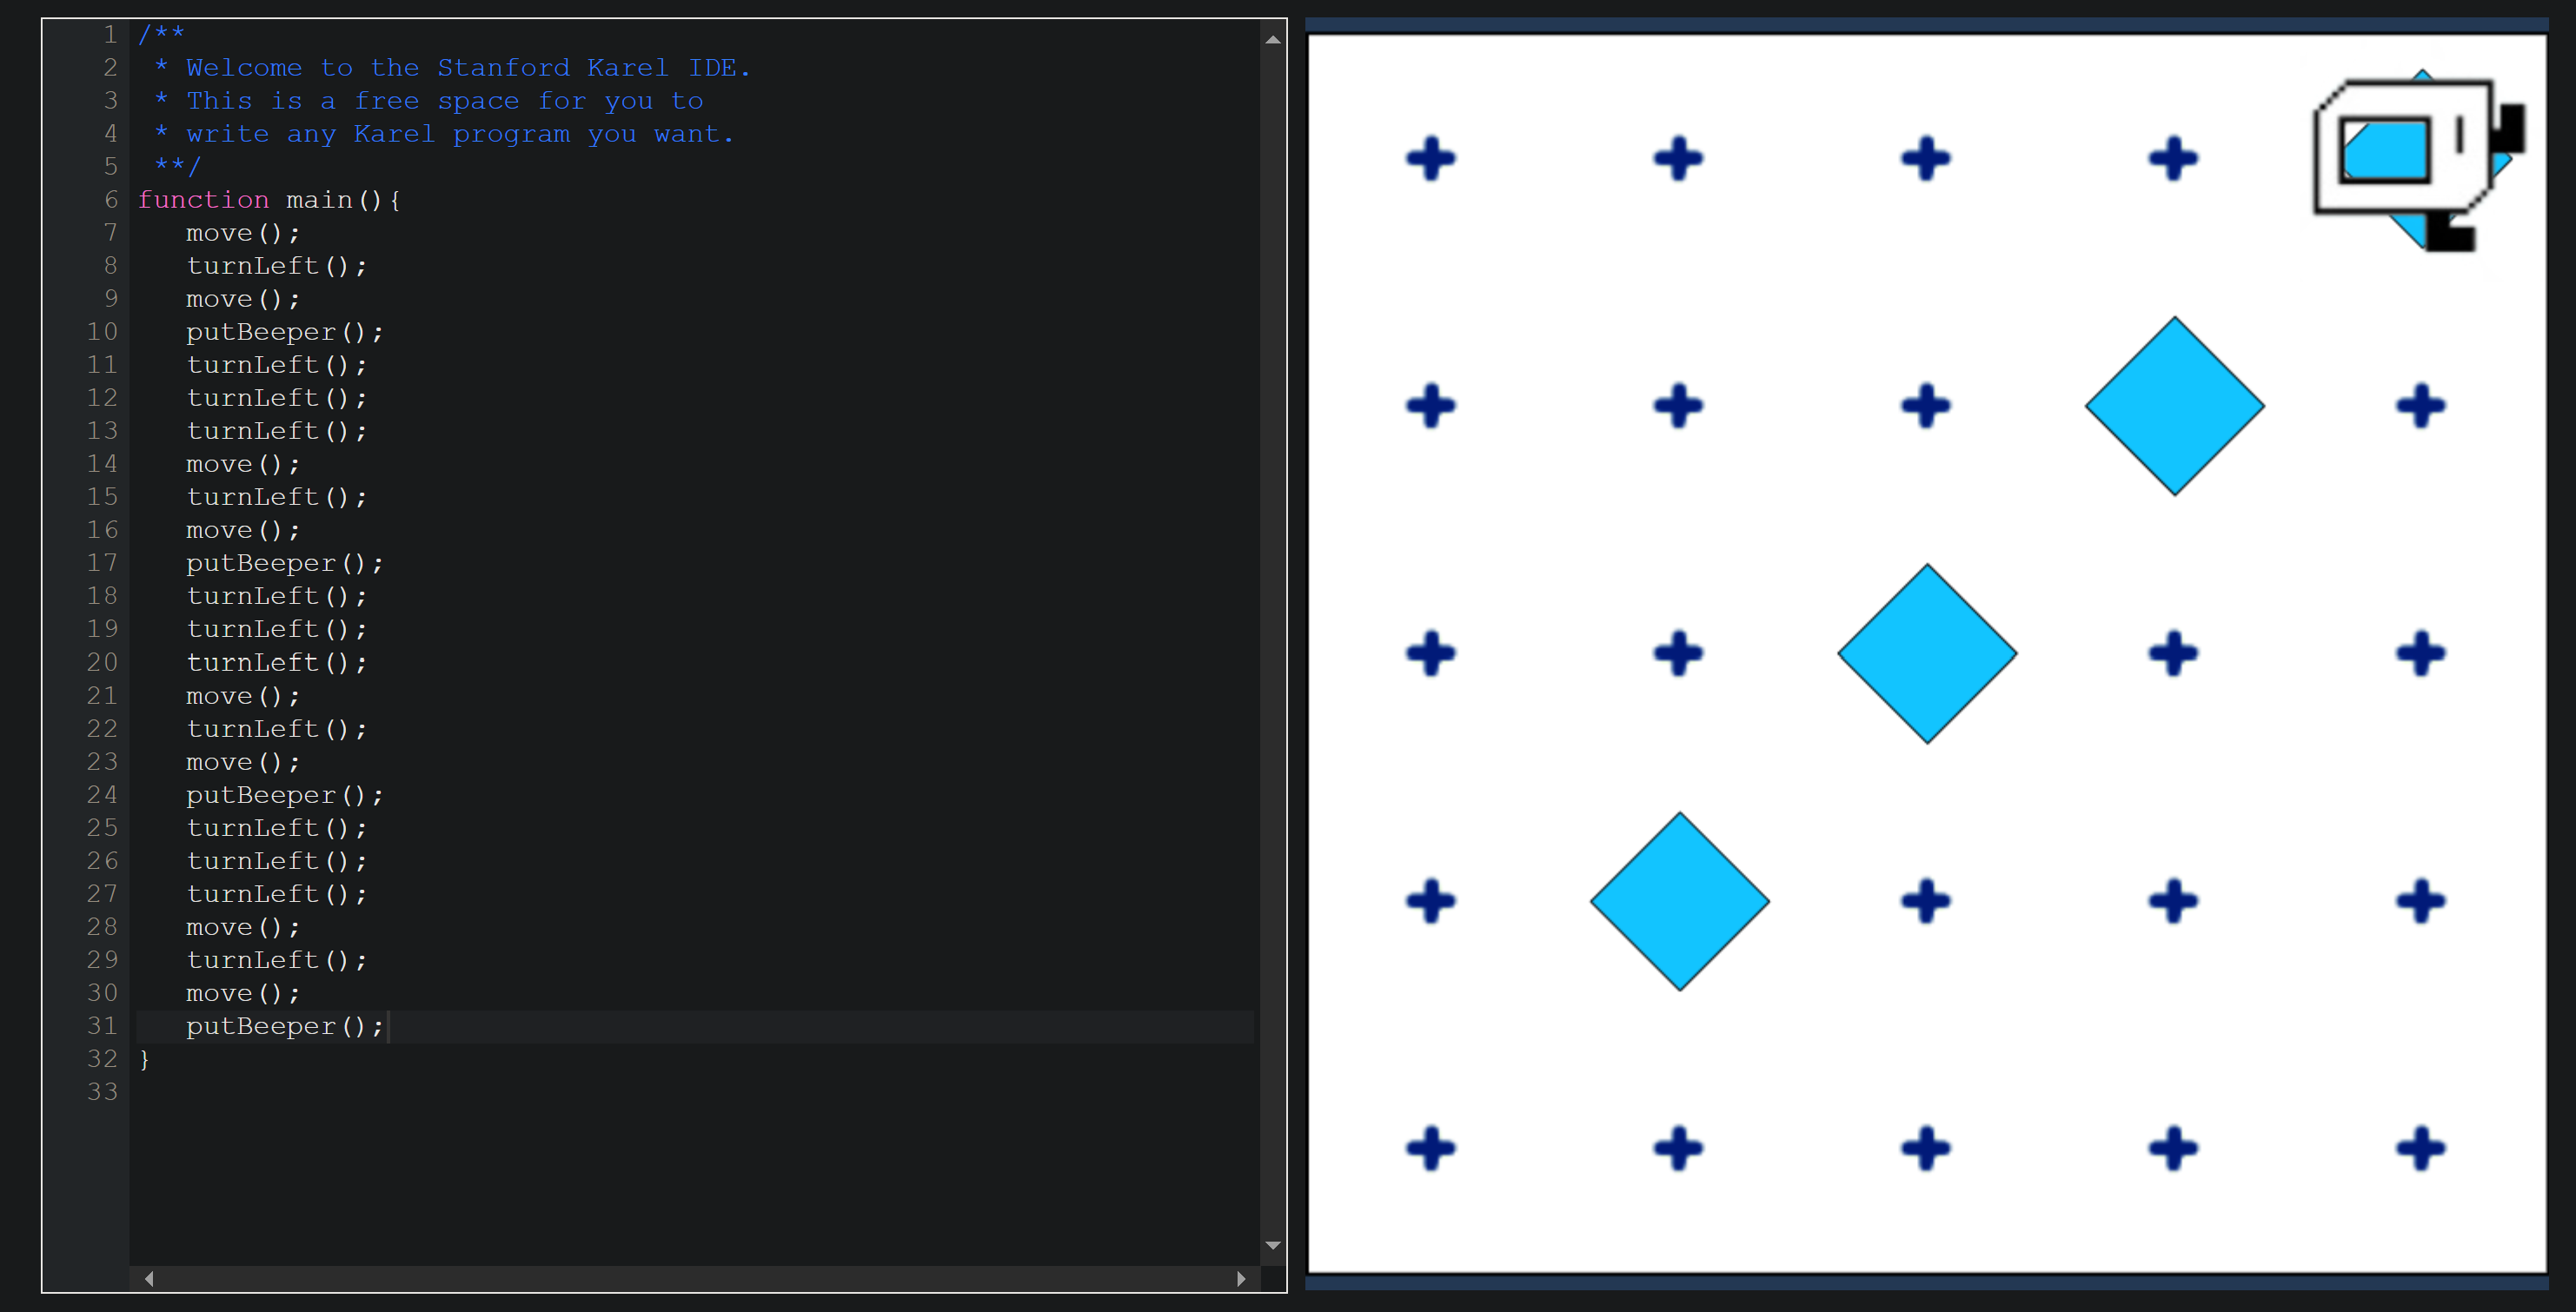 1 /**
2  * Welcome to the Stanford Karel IDE.
3  * This is a free space for you to
4  * write any Karel program you want.
5  **/
6 function main(){
7    move();
8    turnLeft();
9    move();
10    putBeeper();
11    turnLeft();
12    turnLeft();
13    turnLeft();
14    move();
15    turnLeft();
16    move();
17    putBeeper();
18    turnLeft();
19    turnLeft();
20    turnLeft();
21    move();
22    turnLeft();
23    move();
24    putBeeper();
25    turnLeft();
26    turnLeft();
27    turnLeft();
28    move();
29    turnLeft();
30    move();
31    putBeeper();
32 }
33